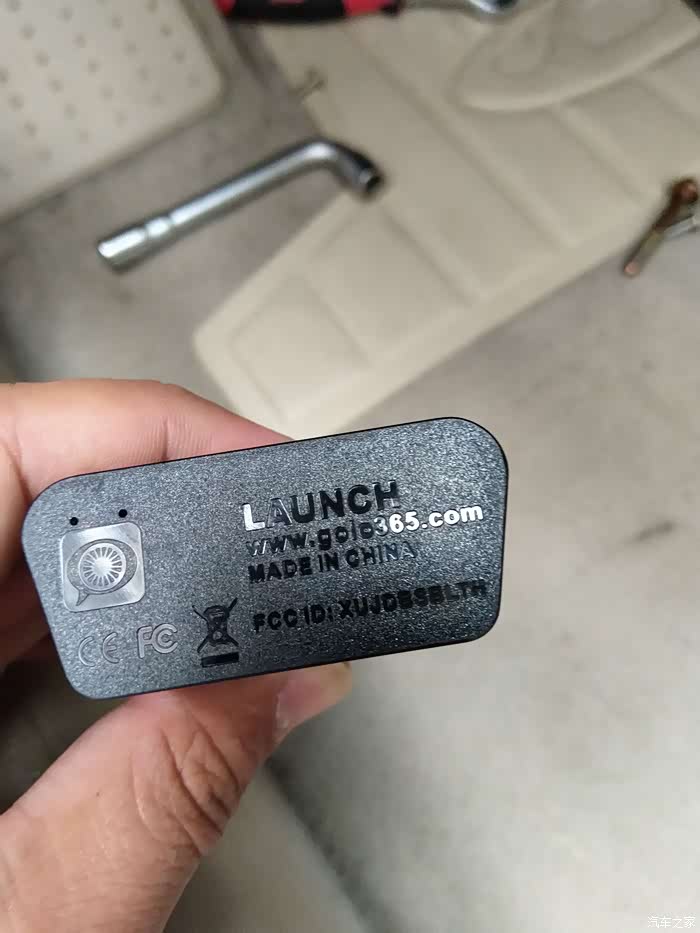 LAUNCH
www.golo365.com
MADE IN CHINA
CE FC
FCC ID: XUJDBSBLTH
汽车之家